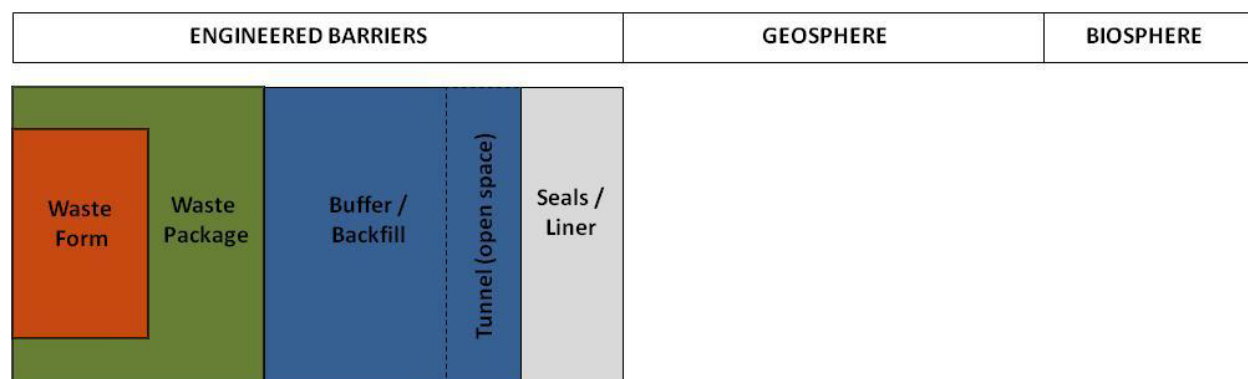 ENGINEERED BARRIERS
GEOSPHERE
BIOSPHERE
Waste
Form
Waste
Package
Buffer /
Backfill
Tunnel (open space)
Seals /
Liner